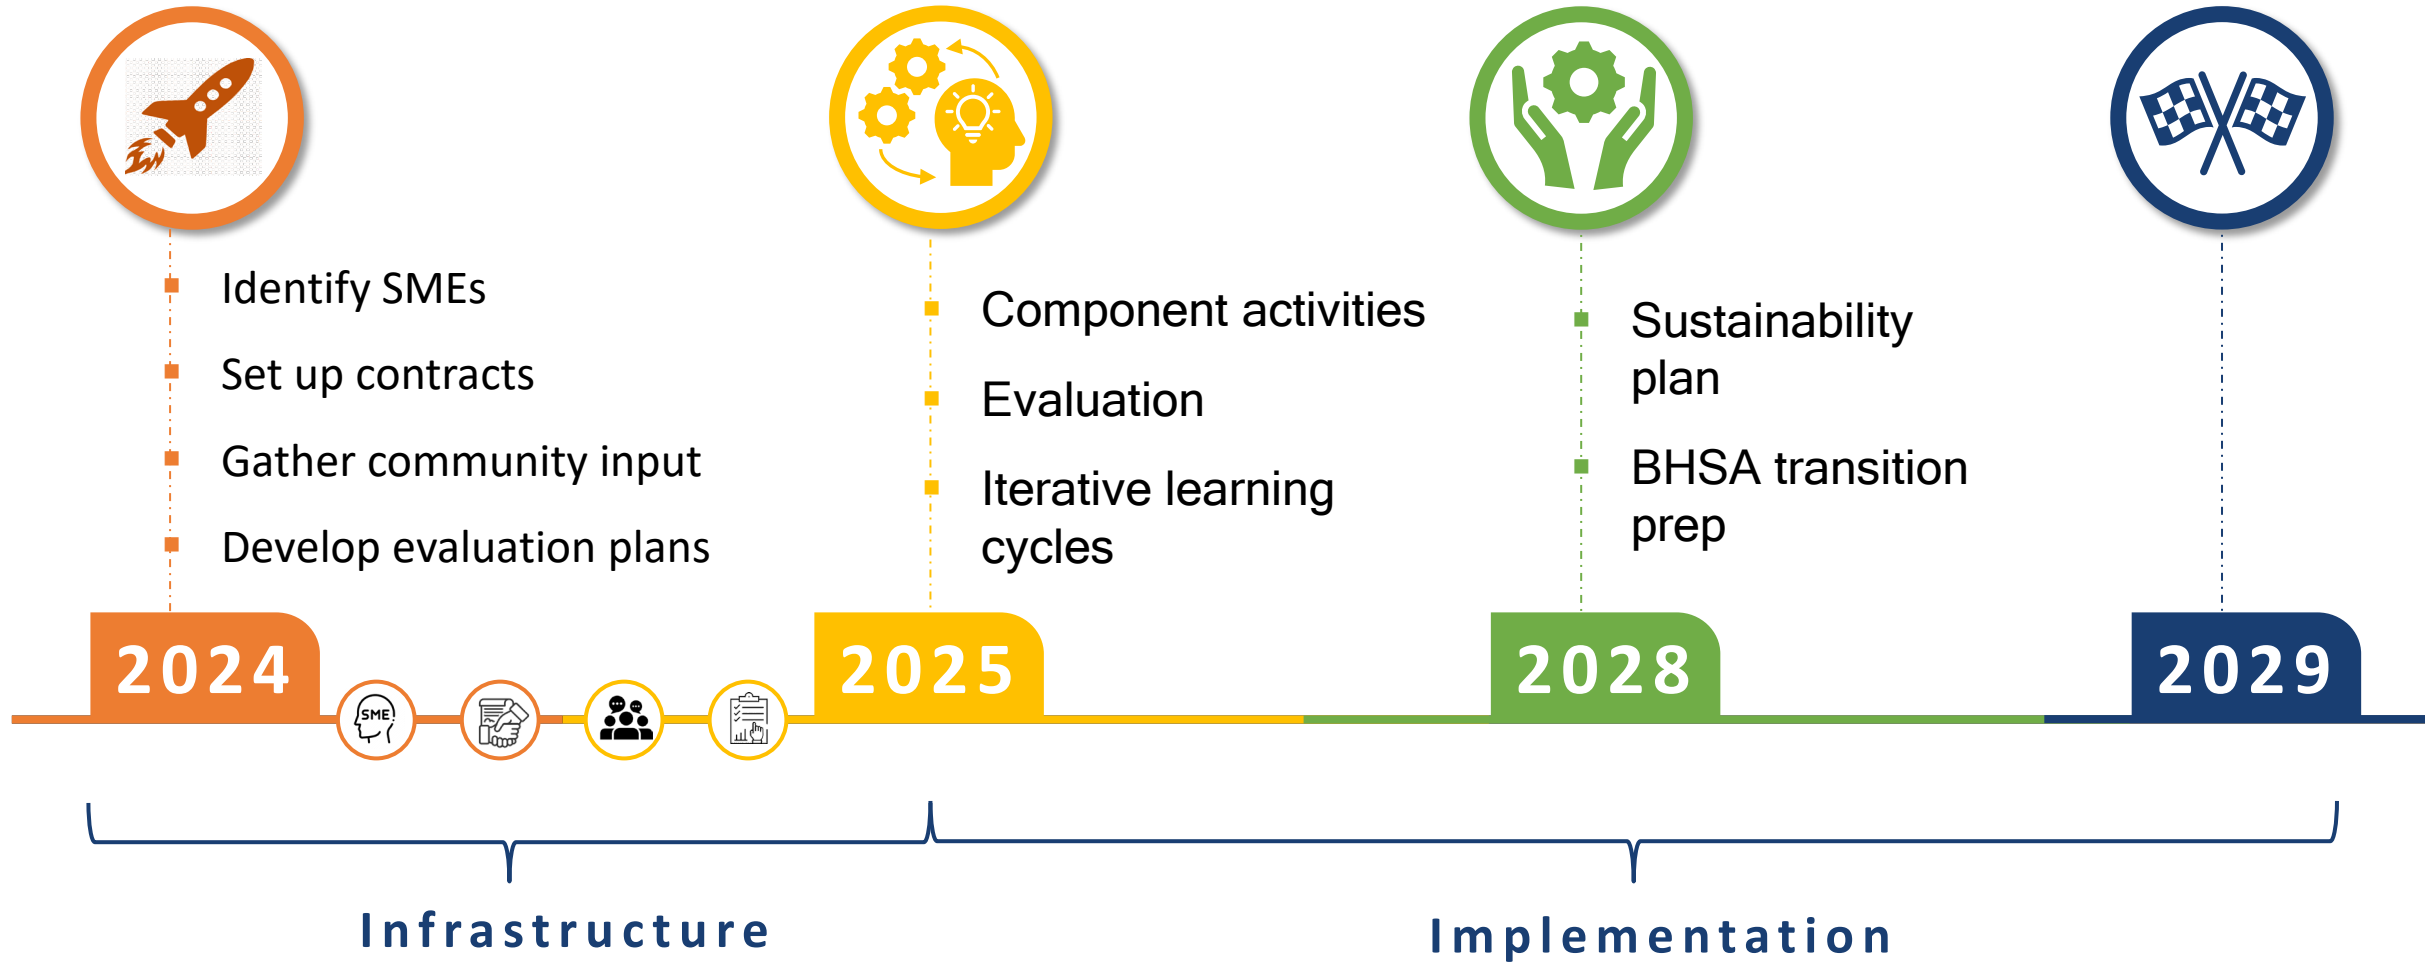 Identify SMEs
Set up contracts
Gather community input
Develop evaluation plans
Component activities
Evaluation
Iterative learning
cycles
Sustainability
plan
BHSA transition
prep
2024
2025
2028
2029
SME
Infrastructure
Implementation